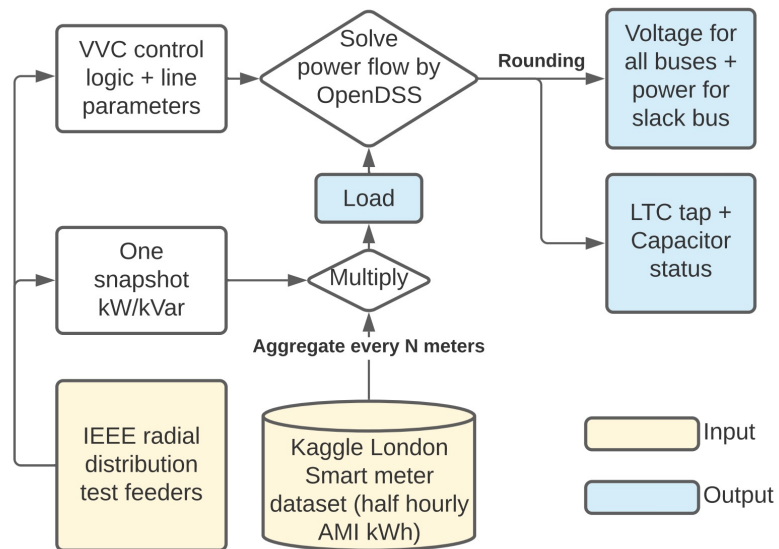 VVC control
logic + line
parameters
Solve
power flow by
OpenDSS
Rounding
Voltage for
all buses +
power for
slack bus
Load
LTC tap +
Capacitor
status
One
snapshot
kW/kVar
Multiply
Aggregate every N meters
IEEE radial
distribution
test feeders
Kaggle London
Smart meter
dataset (half hourly
AMI kWh)
Input
Output